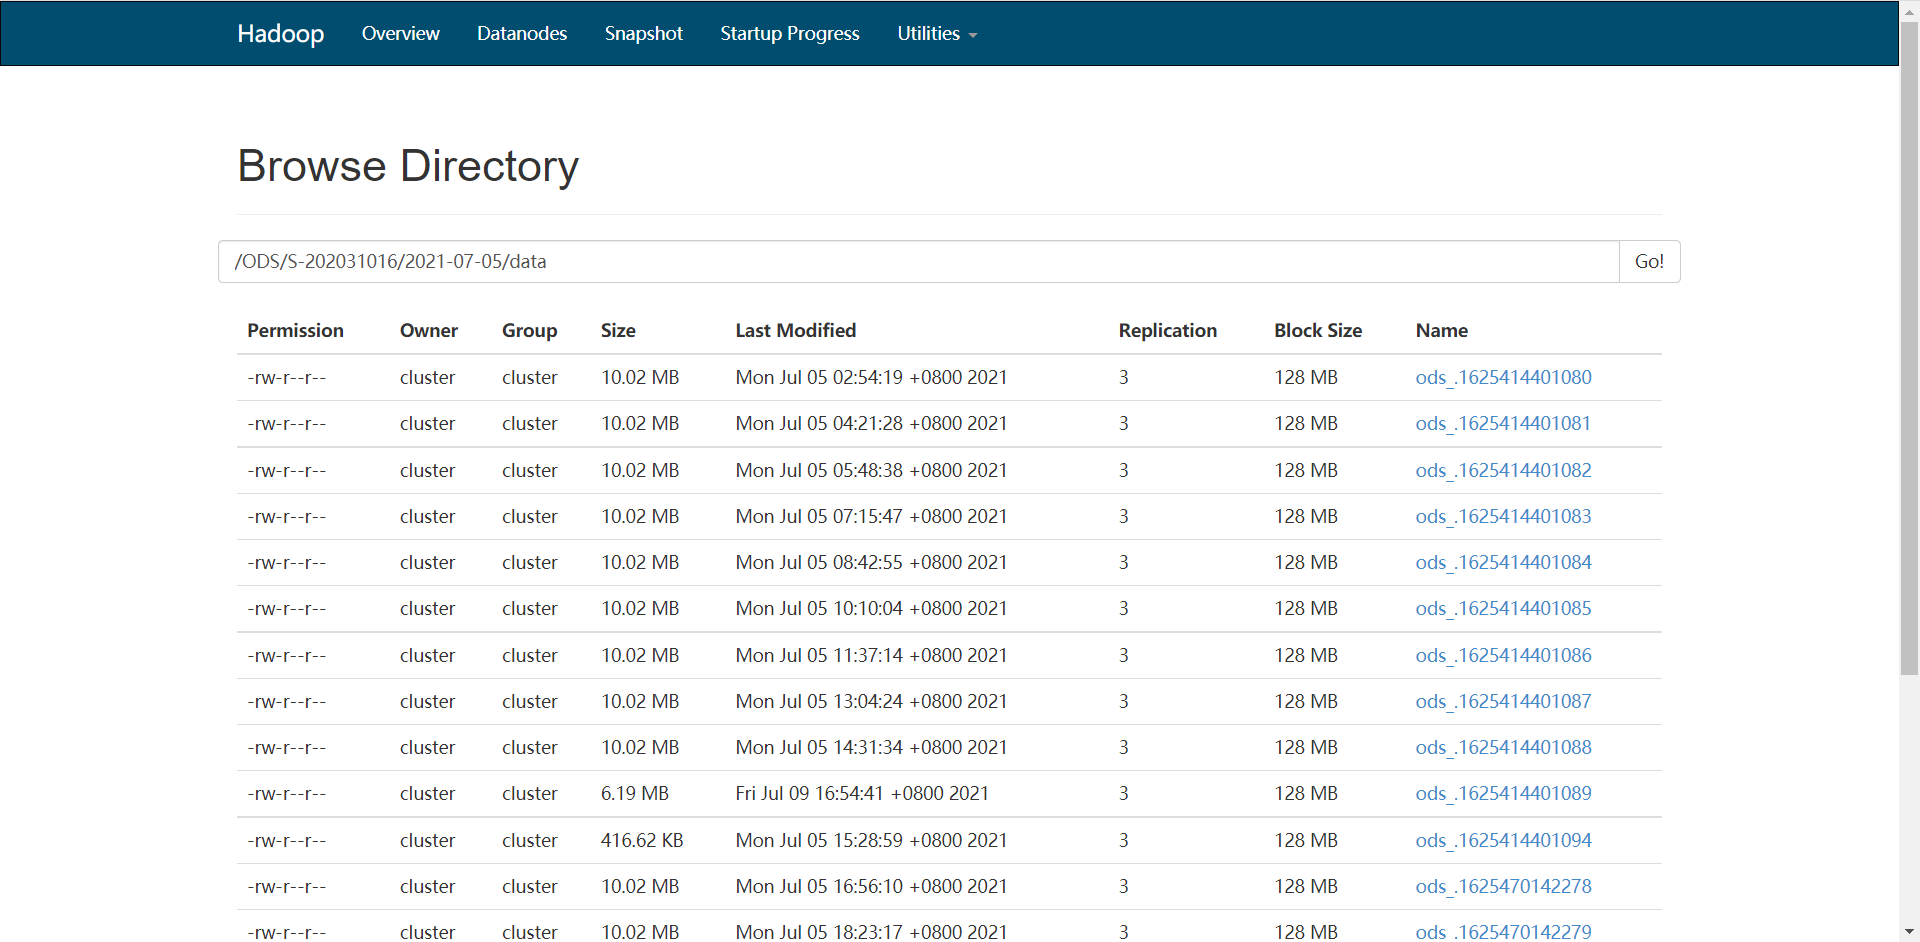 Hadoop Overview Datanodes Snapshot Startup Progress Utilities
Browse Directory
/ODS/S-202031016/2021-07-05/data Go!
Permission Owner Group Size Last Modified Replication Block Size Name
-rw-r--r-- cluster cluster 10.02 MB Mon Jul 05 02:54:19 +0800 2021 3 128 MB ods_.1625414401080
-rw-r--r-- cluster cluster 10.02 MB Mon Jul 05 04:21:28 +0800 2021 3 128 MB ods_.1625414401081
-rw-r--r-- cluster cluster 10.02 MB Mon Jul 05 05:48:38 +0800 2021 3 128 MB ods_.1625414401082
-rw-r--r-- cluster cluster 10.02 MB Mon Jul 05 07:15:47 +0800 2021 3 128 MB ods_.1625414401083
-rw-r--r-- cluster cluster 10.02 MB Mon Jul 05 08:42:55 +0800 2021 3 128 MB ods_.1625414401084
-rw-r--r-- cluster cluster 10.02 MB Mon Jul 05 10:10:04 +0800 2021 3 128 MB ods_.1625414401085
-rw-r--r-- cluster cluster 10.02 MB Mon Jul 05 11:37:14 +0800 2021 3 128 MB ods_.1625414401086
-rw-r--r-- cluster cluster 10.02 MB Mon Jul 05 13:04:24 +0800 2021 3 128 MB ods_.1625414401087
-rw-r--r-- cluster cluster 10.02 MB Mon Jul 05 14:31:34 +0800 2021 3 128 MB ods_.1625414401088
-rw-r--r-- cluster cluster 6.19 MB Fri Jul 09 16:54:41 +0800 2021 3 128 MB ods_.1625414401089
-rw-r--r-- cluster cluster 416.62 KB Mon Jul 05 15:28:59 +0800 2021 3 128 MB ods_.1625414401094
-rw-r--r-- cluster cluster 10.02 MB Mon Jul 05 16:56:10 +0800 2021 3 128 MB ods_.1625470142278
-rw-r--r-- cluster cluster 10.02 MB Mon Jul 05 18:23:17 +0800 2021 3 128 MB ods_.1625470142279